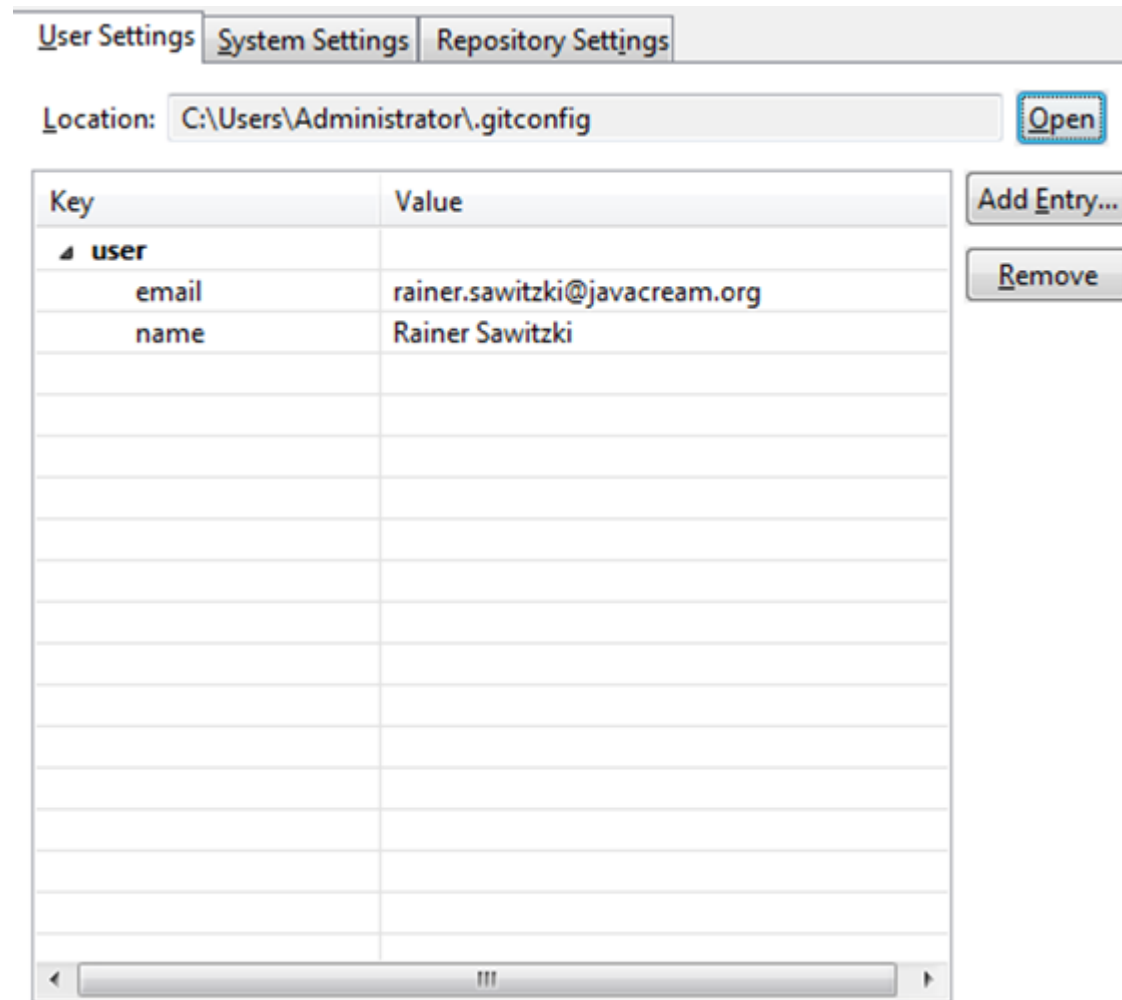 User Settings System Settings Repository Settings
Location: C:\Users\Administrator\.gitconfig Open
Key Value Add Entry...
user
email rainer.sawitzki@javacream.org Remove
name Rainer Sawitzki